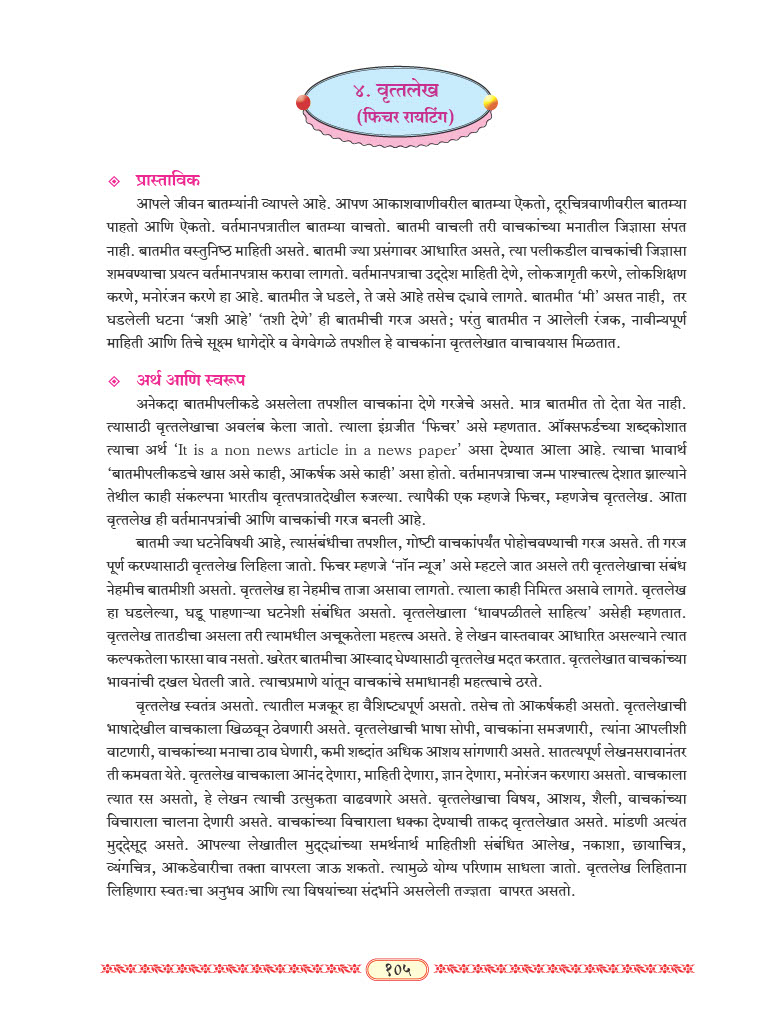 ४. वृत्तलेख
(फिचर रायटिंग)
प्रास्ताविक
आपले जीवन बातम्यांनी व्यापले आहे. आपण आकाशवाणीवरील बातम्या ऐकतो, दूरचित्रवाणीवरील बातम्या
पाहतो आणि ऐकतो. वर्तमानपत्रातील बातम्या वाचतो. बातमी वाचली तरी वाचकांच्या मनातील जिज्ञासा संपत
नाही. बातमीत वस्तुनिष्ठ माहिती असते. बातमी ज्या प्रसंगावर आधारित असते, त्या पलीकडील वाचकांची जिज्ञासा
शमवण्याचा प्रयत्न वर्तमानपत्रास करावा लागतो. वर्तमानपत्राचा उद्देश माहिती देणे, लोकजागृती करणे, लोकशिक्षण
करणे, मनोरंजन करणे हा आहे. बातमीत जे घडले, ते जसे आहे तसेच द्यावे लागते. बातमीत ‘मी’ असत नाही, तर
घडलेली घटना ‘जशी आहे’ ‘तशी देणे’ ही बातमीची गरज असते; परंतु बातमीत न आलेली रंजक, नावीन्यपूर्ण
माहिती आणि तिचे सूक्ष्म धागेदोरे व वेगवेगळे तपशील हे वाचकांना वृत्तलेखात वाचावयास मिळतात.
अर्थ आणि स्वरूप
अनेकदा बातमीपलीकडे असलेला तपशील वाचकांना देणे गरजेचे असते. मात्र बातमीत तो देता येत नाही.
त्यासाठी वृत्तलेखाचा अवलंब केला जातो. त्याला इंग्रजीत ‘फिचर’ असे म्हणतात. ऑक्सफर्डच्या शब्दकोशात
त्याचा अर्थ ‘It is a non news article in a news paper’ असा देण्यात आला आहे. त्याचा भावार्थ
‘बातमीपलीकडचे खास असे काही, आकर्षक असे काही’ असा होतो. वर्तमानपत्राचा जन्म पाश्चात्त्य देशात झाल्याने
तेथील काही संकल्पना भारतीय वृत्तपत्रातदेखील रुजल्या. त्यापैकी एक म्हणजे फिचर, म्हणजेच वृत्तलेख. आता
वृत्तलेख ही वर्तमानपत्रांची आणि वाचकांची गरज बनली आहे.
बातमी ज्या घटनेविषयी आहे, त्यासंबंधीचा तपशील, गोष्टी वाचकांपर्यंत पोहोचवण्याची गरज असते. ती गरज
पूर्ण करण्यासाठी वृत्तलेख लिहिला जातो. फिचर म्हणजे ‘नॉन न्यूज’ असे म्हटले जात असले तरी वृत्तलेखाचा संबंध
नेहमीच बातमीशी असतो. वृत्तलेख हा नेहमीच ताजा असावा लागतो. त्याला काही निमित्त असावे लागते. वृत्तलेख
हा घडलेल्या, घडू पाहणाऱ्या घटनेशी संबंधित असतो. वृत्तलेखाला ‘धावपळीतले साहित्य’ असेही म्हणतात.
वृत्तलेख तातडीचा असला तरी त्यामधील अचूकतेला महत्त्व असते. हे लेखन वास्तवावर आधारित असल्याने त्यात
कल्पकतेला फारसा वाव नसतो. खरेतर बातमीचा आस्वाद घेण्यासाठी वृत्तलेख मदत करतात. वृत्तलेखात वाचकांच्या
भावनांची दखल घेतली जाते. त्याचप्रमाणे यांतून वाचकांचे समाधानही महत्त्वाचे ठरते.
वृत्तलेख स्वतंत्र असतो. त्यातील मजकूर हा वैशिष्ट्यपूर्ण असतो. तसेच तो आकर्षकही असतो. वृत्तलेखाची
भाषादेखील वाचकाला खिळवून ठेवणारी असते. वृत्तलेखाची भाषा सोपी, वाचकांना समजणारी, त्यांना आपलीशी
वाटणारी, वाचकांच्या मनाचा ठाव घेणारी, कमी शब्दांत अधिक आशय सांगणारी असते. सातत्यपूर्ण लेखनसरावानंतर
ती कमवता येते. वृत्तलेख वाचकाला आनंद देणारा, माहिती देणारा, ज्ञान देणारा, मनोरंजन करणारा असतो. वाचकाला
त्यात रस असतो, हे लेखन त्याची उत्सुकता वाढवणारे असते. वृत्तलेखाचा विषय, आशय, शैली, वाचकांच्या
विचाराला चालना देणारी असते. वाचकांच्या विचाराला धक्का देण्याची ताकद वृत्तलेखात असते. मांडणी अत्यंत
मुद्देसूद असते. आपल्या लेखातील मुद्द्यांच्या समर्थनार्थ माहितीशी संबंधित आलेख, नकाशा, छायाचित्र,
व्यंगचित्र, आकडेवारीचा तक्ता वापरला जाऊ शकतो. त्यामुळे योग्य परिणाम साधला जातो. वृत्तलेख लिहिताना
लिहिणारा स्वतःचा अनुभव आणि त्या विषयांच्या संदर्भाने असलेली तज्ज्ञता वापरत असतो.
१०५